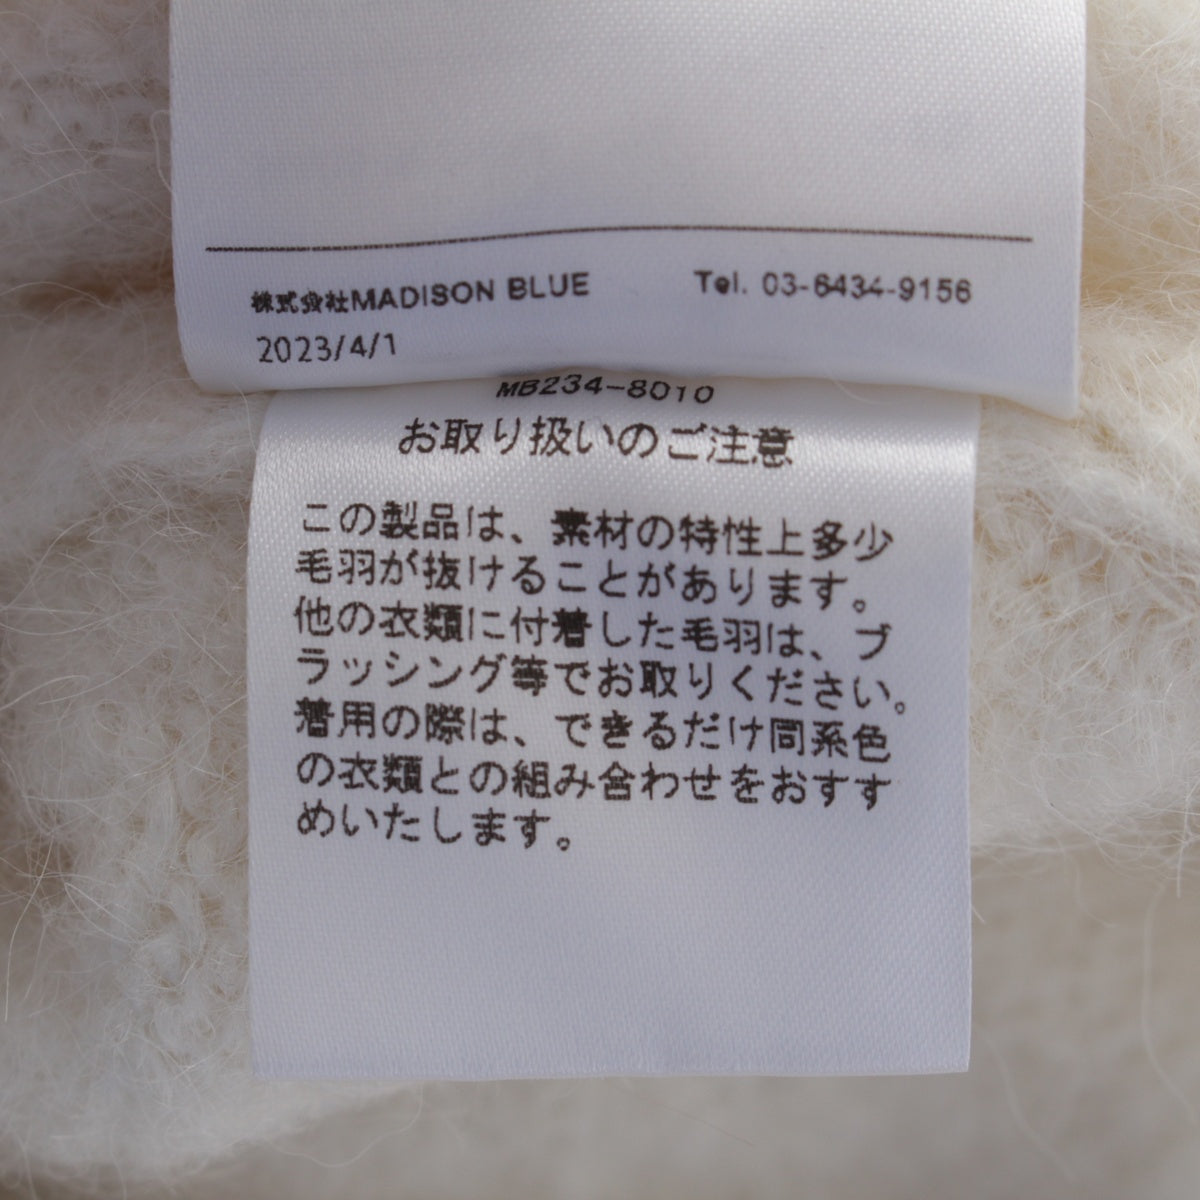 株式会社MADISON BLUE Tel. 03-6434-9156
2023/4/1
MB234-8010
お取り扱いのご注意
この製品は、素材の特性上多少
毛羽が抜けることがあります。
他の衣類に付着した毛羽は、ブ
ラッシング等でお取りください。
着用の際は、できるだけ同系色
の衣類との組み合わせをおすす
めいたします。